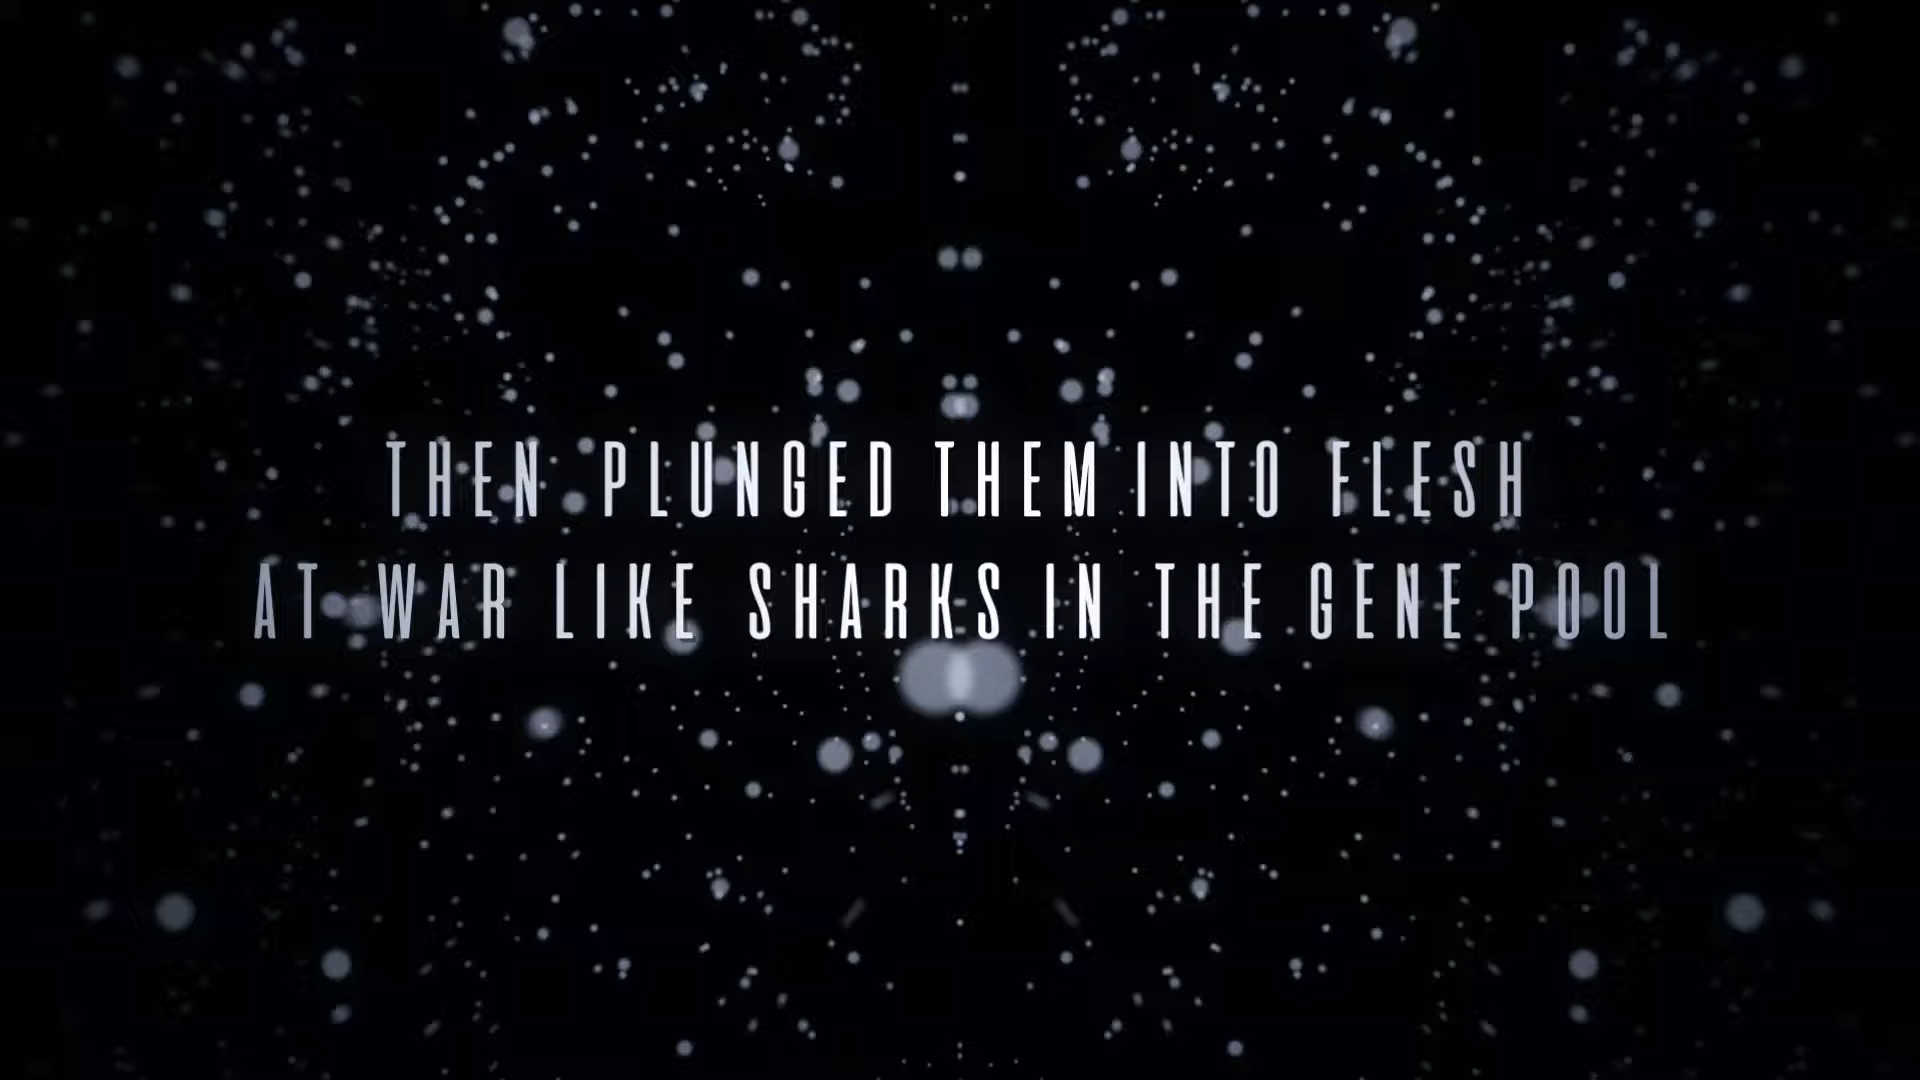 THEN PLUNGED THEM INTO FLESH
AT WAR LIKE SHARKS IN THE GENE POOL